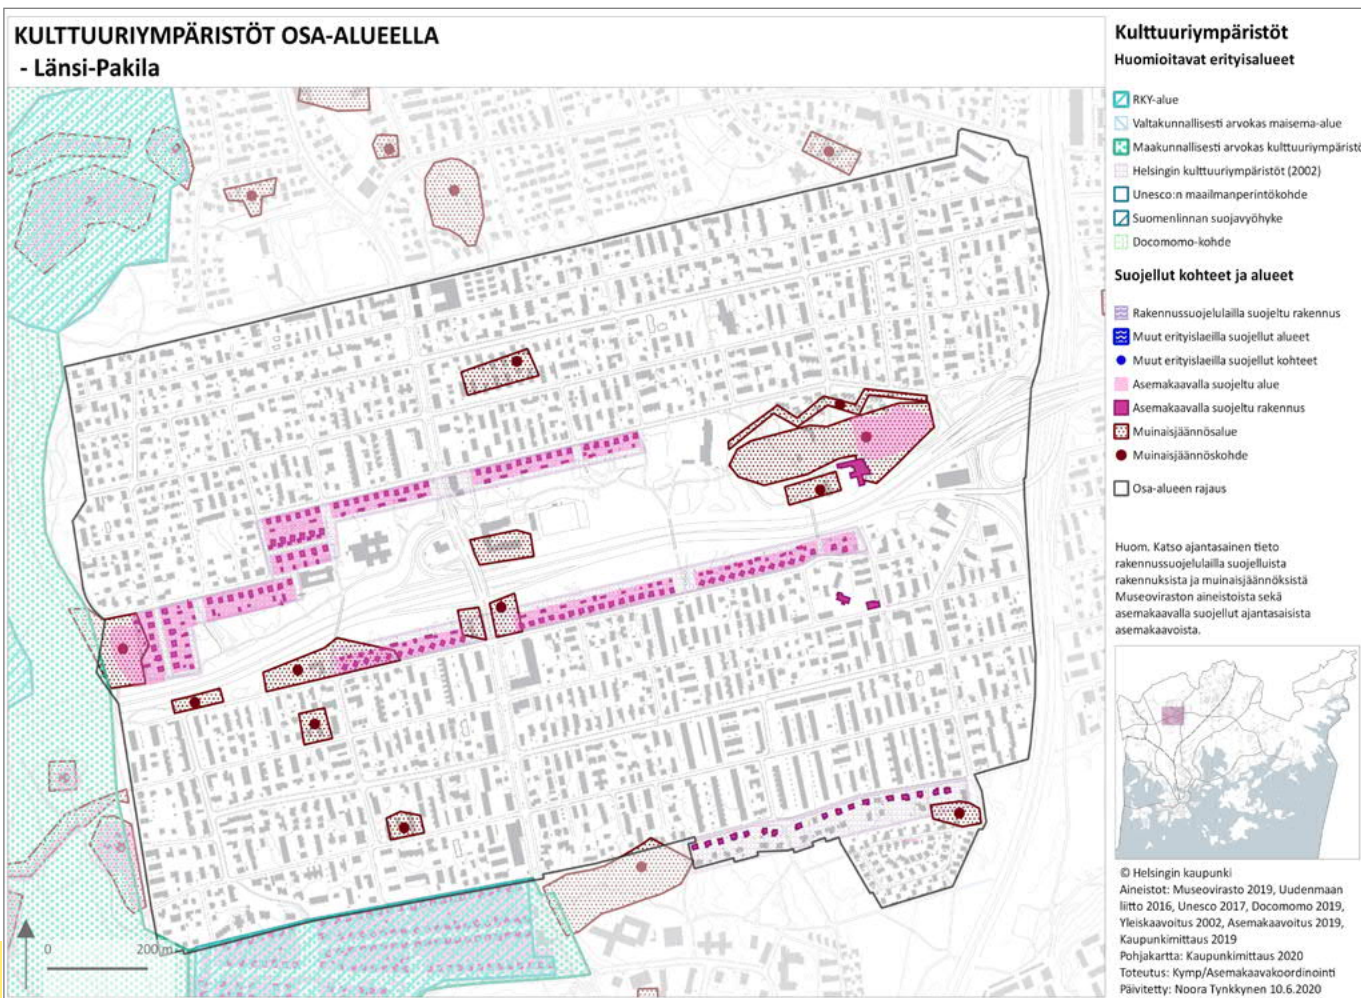 KULTTUURIYMPÄRISTÖT OSA-ALUEELLA
- Länsi-Pakila
Kulttuuriympäristöt
Huomioitavat erityisalueet
RKY-alue
Valtakunnallisesti arvokas maisema-alue
Maakunnallisesti arvokas kulttuuriympäristö
Helsingin kulttuuriympäristöt (2002)
Unesco:n maailmanperintökohde
Suomenlinnan suojavyöhyke
Docomomo-kohde
Suojellut kohteet ja alueet
Rakennussuojelulailla suojeltu rakennus
Muut erityislaeilla suojellut alueet
Muut erityislaeilla suojellut kohteet
Asemakaavalla suojeltu alue
Asemakaavalla suojeltu rakennus
Muinaisjäännösalue
Muinaisjäännöskohde
Osa-alueen rajaus
Huom. Katso ajantasainen tieto
rakennussuojelulailla suojelluista
rakennuksista ja muinaisjäännöksistä
Museoviraston aineistoista sekä
asemakaavalla suojellut ajantasaisista
asemakaavoista.
© Helsingin kaupunki
Aineistot: Museovirasto 2019, Uudenmaan
liitto 2016, Unesco 2017, Docomomo 2019,
Yleiskaavoitus 2002, Asemakaavoitus 2019,
Kaupunkimittaus 2019
Pohjakartta: Kaupunkimittaus 2020
Toteutus: Kymp/Asemakaavakoordinointi
Päivitetty: Noora Tynkkynen 10.6.2020
0 200 m